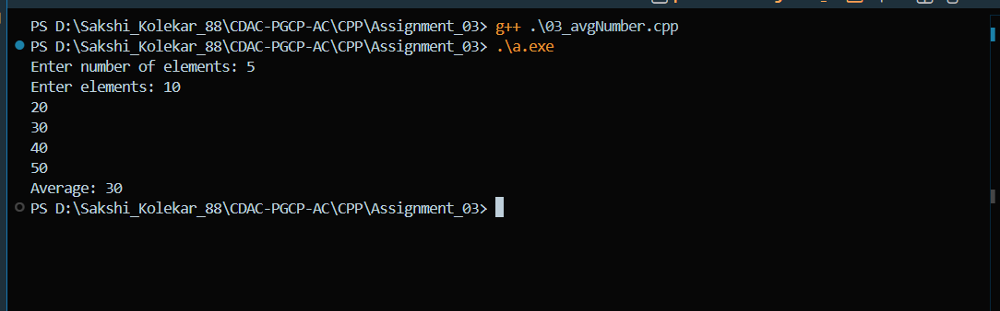 PS D:\Sakshi_Kolekar_88\CDAC-PGCP-AC\CPP\Assignment_03> g++ .\03_avgNumber.cpp
PS D:\Sakshi_Kolekar_88\CDAC-PGCP-AC\CPP\Assignment_03> .\a.exe
Enter number of elements: 5
Enter elements: 10
20
30
40
50
Average: 30
PS D:\Sakshi_Kolekar_88\CDAC-PGCP-AC\CPP\Assignment_03>